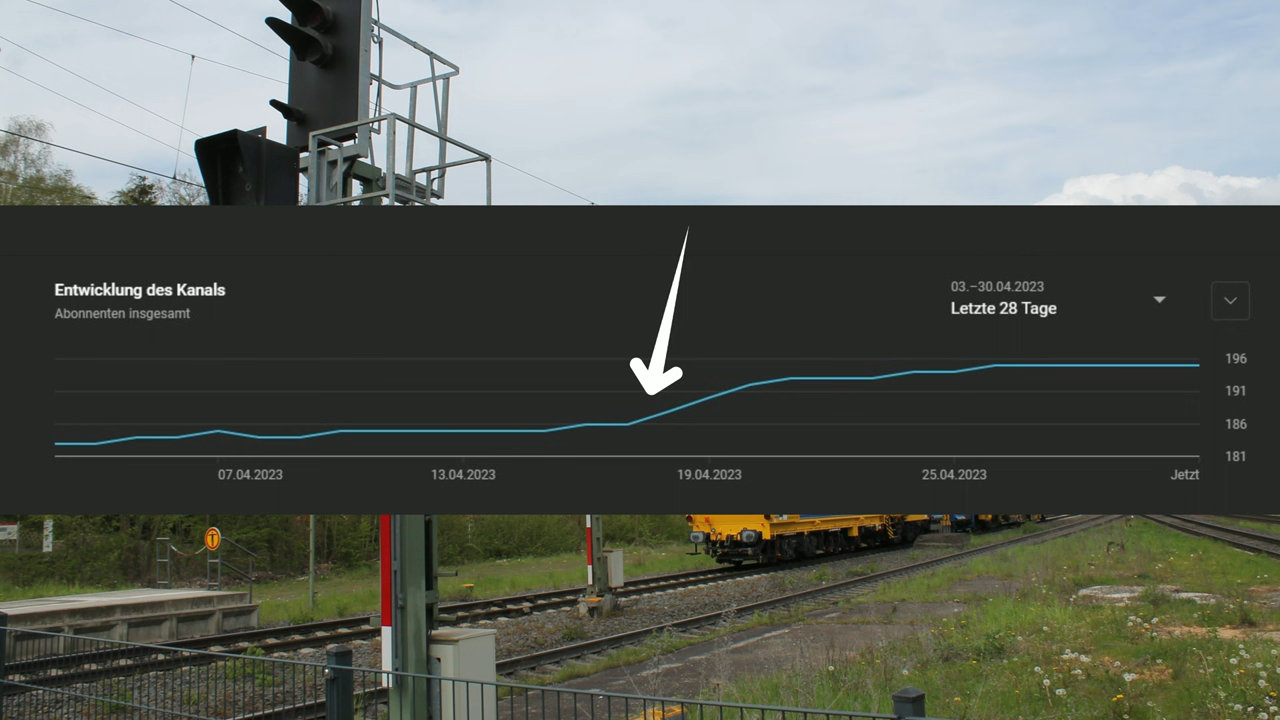 Entwicklung des Kanals
Abonnenten insgesamt
03.–30.04.2023
Letzte 28 Tage
196
191
186
181
07.04.2023
13.04.2023
19.04.2023
25.04.2023
Jetzt
T